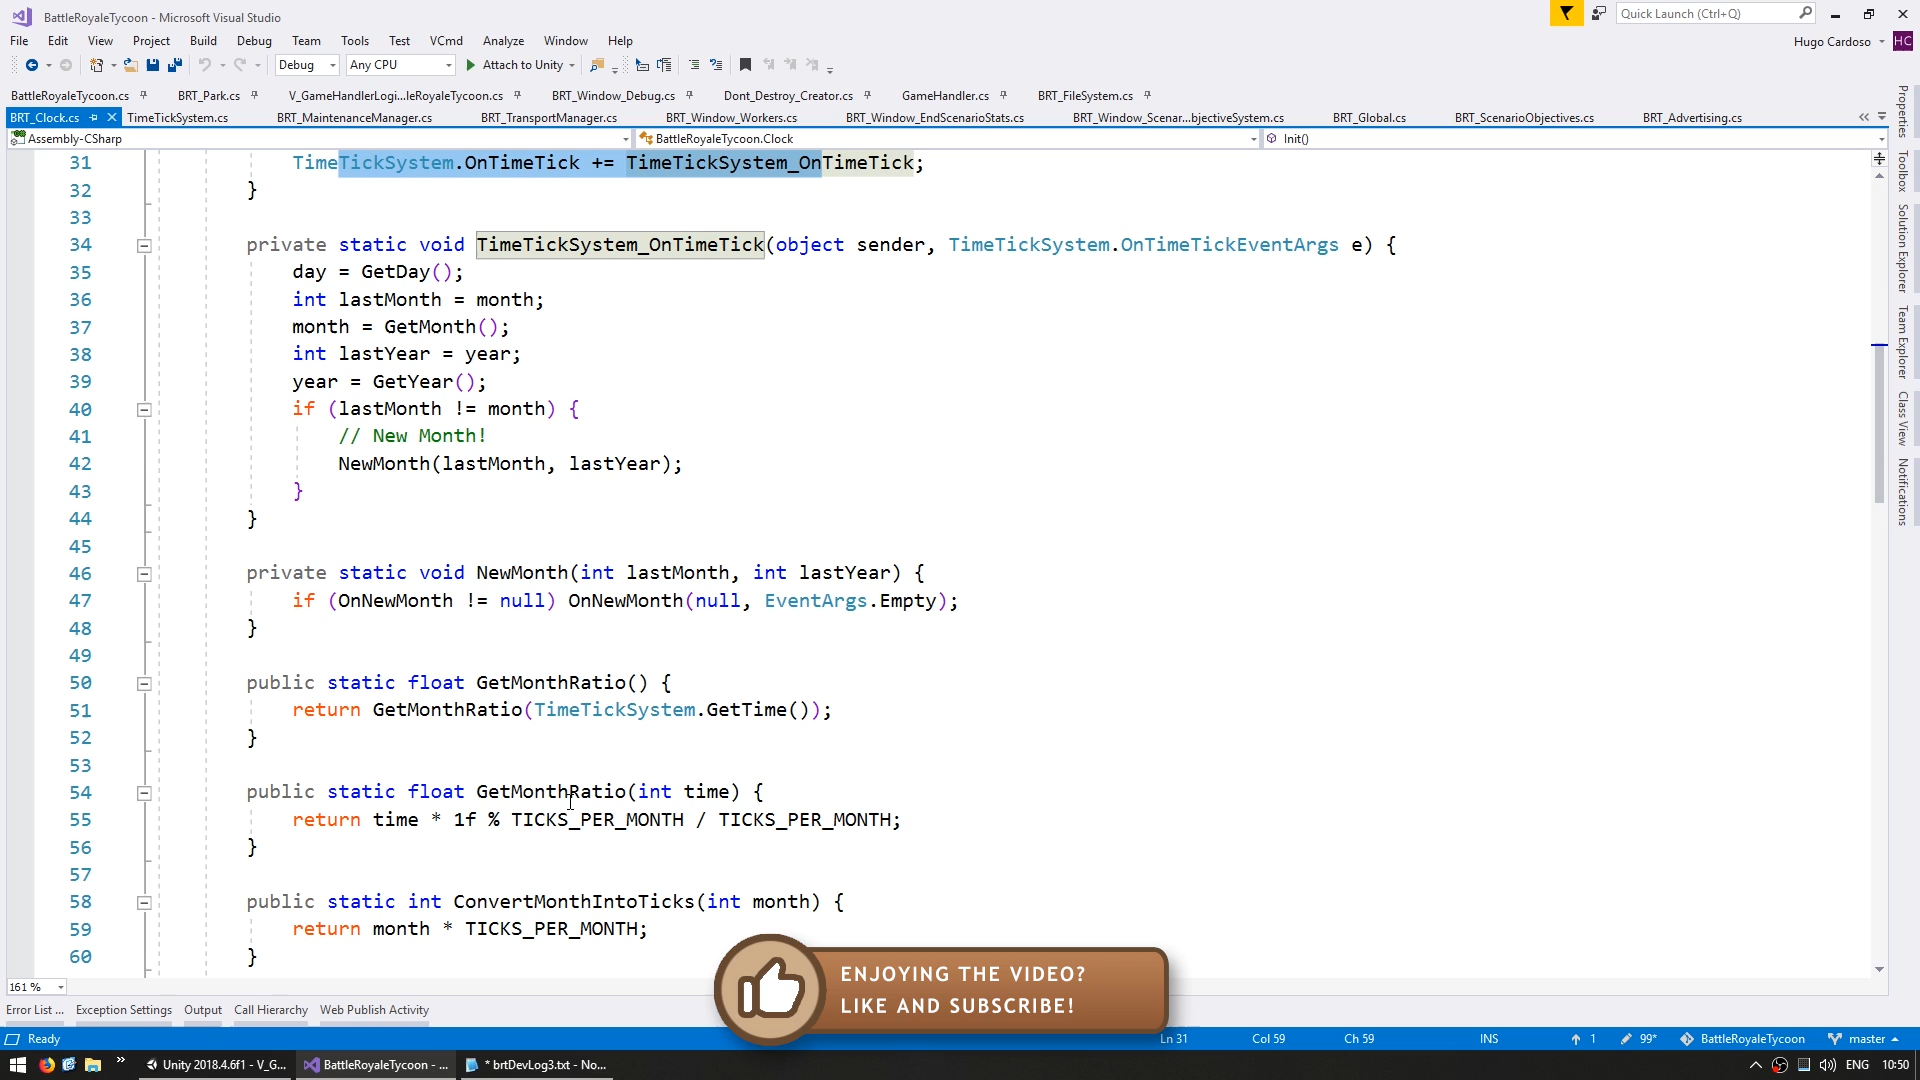 BattleRoyaleTycoon - Microsoft Visual Studio
Quick Launch (Ctrl+Q)
File Edit View Project Build Debug Team Tools Test VCmd Analyze Window Help
Hugo Cardoso HC
Debug Any CPU Attach to Unity
BattleRoyaleTycoon.cs BRT_Park.cs V_GameHandlerLogi...leRoyaleTycoon.cs BRT_Window_Debug.cs Dont_Destroy_Creator.cs GameHandler.cs BRT_FileSystem.cs
BRT_Clock.cs TimeTickSystem.cs BRT_MaintenanceManager.cs BRT_TransportManager.cs BRT_Window_Workers.cs BRT_Window_EndScenarioStats.cs BRT_Window_Scenar...bjectiveSystem.cs BRT_Global.cs BRT_ScenarioObjectives.cs BRT_Advertising.cs
Assembly-CSharp BattleRoyaleTycoon.Clock Init()
31 TimeTickSystem.OnTimeTick += TimeTickSystem_OnTimeTick;
32 }
33
34 private static void TimeTickSystem_OnTimeTick(object sender, TimeTickSystem.OnTimeTickEventArgs e) {
35 day = GetDay();
36 int lastMonth = month;
37 month = GetMonth();
38 int lastYear = year;
39 year = GetYear();
40 if (lastMonth != month) {
41 // New Month!
42 NewMonth(lastMonth, lastYear);
43 }
44 }
45
46 private static void NewMonth(int lastMonth, int lastYear) {
47 if (OnNewMonth != null) OnNewMonth(null, EventArgs.Empty);
48 }
49
50 public static float GetMonthRatio() {
51 return GetMonthRatio(TimeTickSystem.GetTime());
52 }
53
54 public static float GetMonthRatio(int time) {
55 return time * 1f % TICKS_PER_MONTH / TICKS_PER_MONTH;
56 }
57
58 public static int ConvertMonthIntoTicks(int month) {
59 return month * TICKS_PER_MONTH;
60 }
Properties
Toolbox
Solution Explorer
Team Explorer
Class View
Notifications
ENJOYING THE VIDEO?
LIKE AND SUBSCRIBE!
161 %
Error List ... Exception Settings Output Call Hierarchy Web Publish Activity
Ready Ln 31 Col 59 Ch 59 INS 1 99* BattleRoyaleTycoon master
Unity 2018.4.6f1 - V_G... BattleRoyaleTycoon - ... * brtDevLog3.txt - No... ENG 10:50